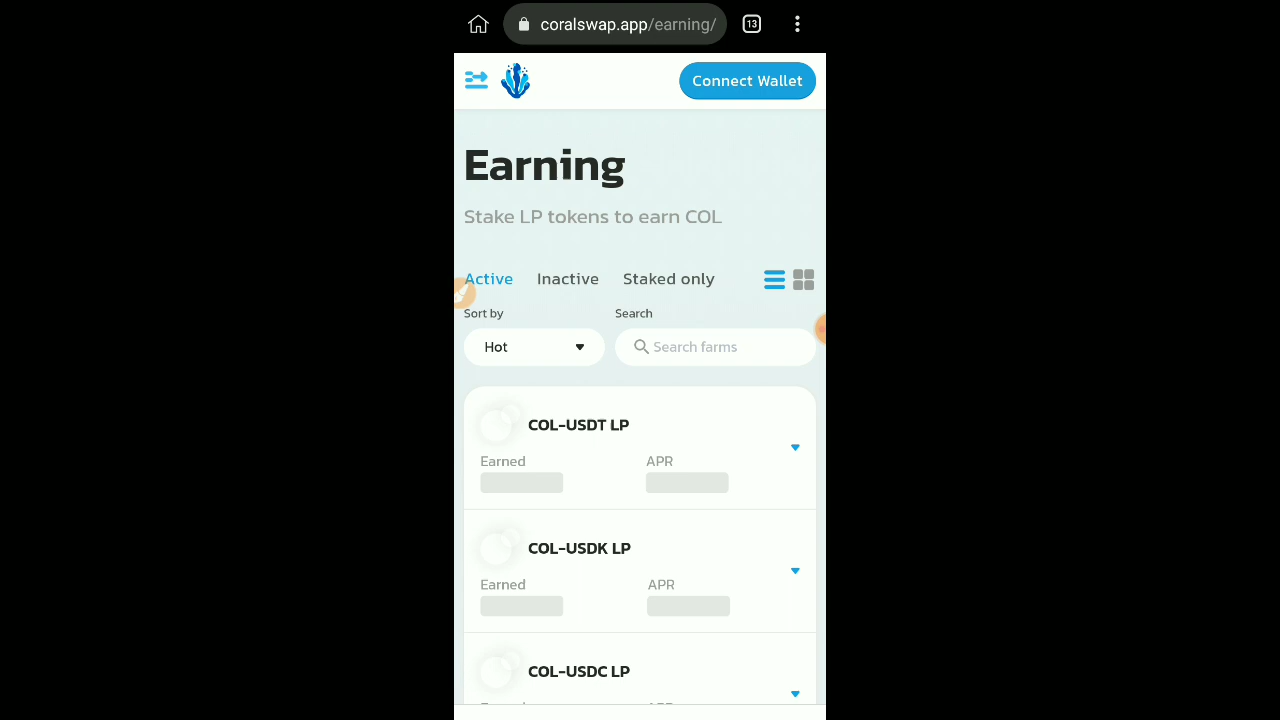 coralswap.app/earning/
13
Connect Wallet
Earning
Stake LP tokens to earn COL
Active Inactive Staked only
Sort by Search
Hot Search farms
COL-USDT LP
Earned APR
COL-USDK LP
Earned APR
COL-USDC LP